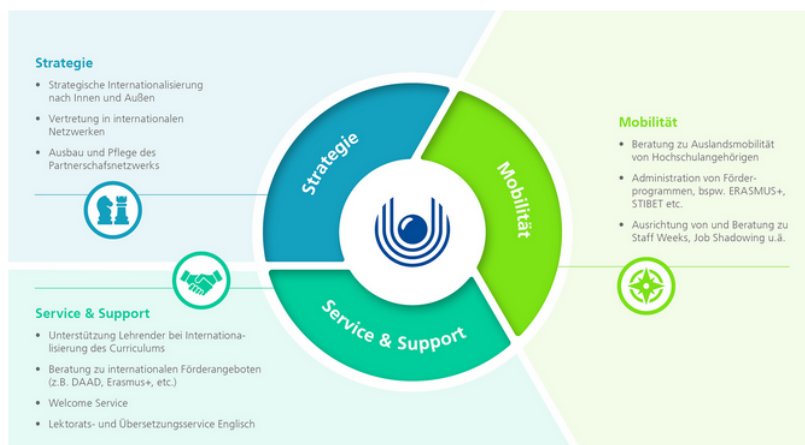 Strategie
• Strategische Internationalisierung
nach Innen und Außen
• Vertretung in internationalen
Netzwerken
• Ausbau und Pflege des
Partnerschafsnetzwerks
Strategie
Mobilität
Service & Support
Mobilität
• Beratung zu Auslandsmobilität
von Hochschulangehörigen
• Administration von Förder-
programmen, bspw. ERASMUS+,
STIBET etc.
• Ausrichtung von und Beratung zu
Staff Weeks, Job Shadowing u.ä.
Service & Support
• Unterstützung Lehrender bei Internationa-
lisierung des Curriculums
• Beratung zu internationalen Förderangeboten
(z.B. DAAD, Erasmus+, etc.)
• Welcome Service
• Lektorats- und Übersetzungsservice Englisch